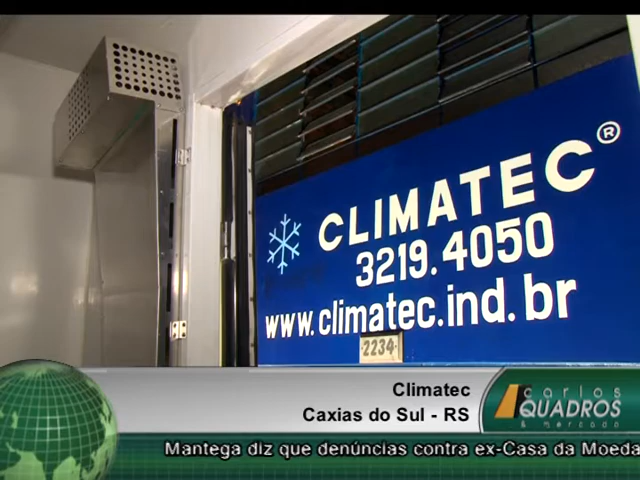 CLIMATEC®
3219.4050
www.climatec.ind.br
2234
Climatec
Caxias do Sul - RS
carlos
QUADROS
& mercado
Mantega diz que denúncias contra ex-Casa da Moeda